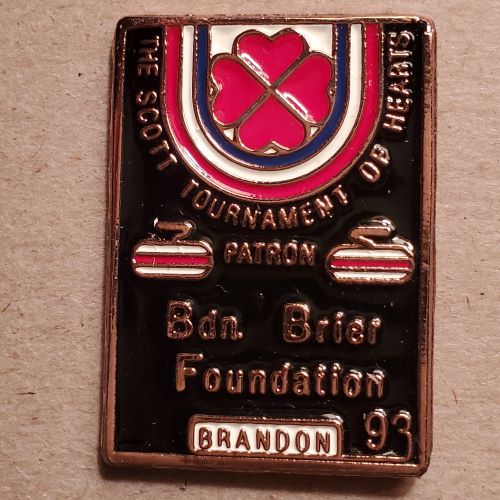 THE SCOTT TOURNAMENT OF HEARTS
PATRON
Bdn. Brier
Foundation
BRANDON 93